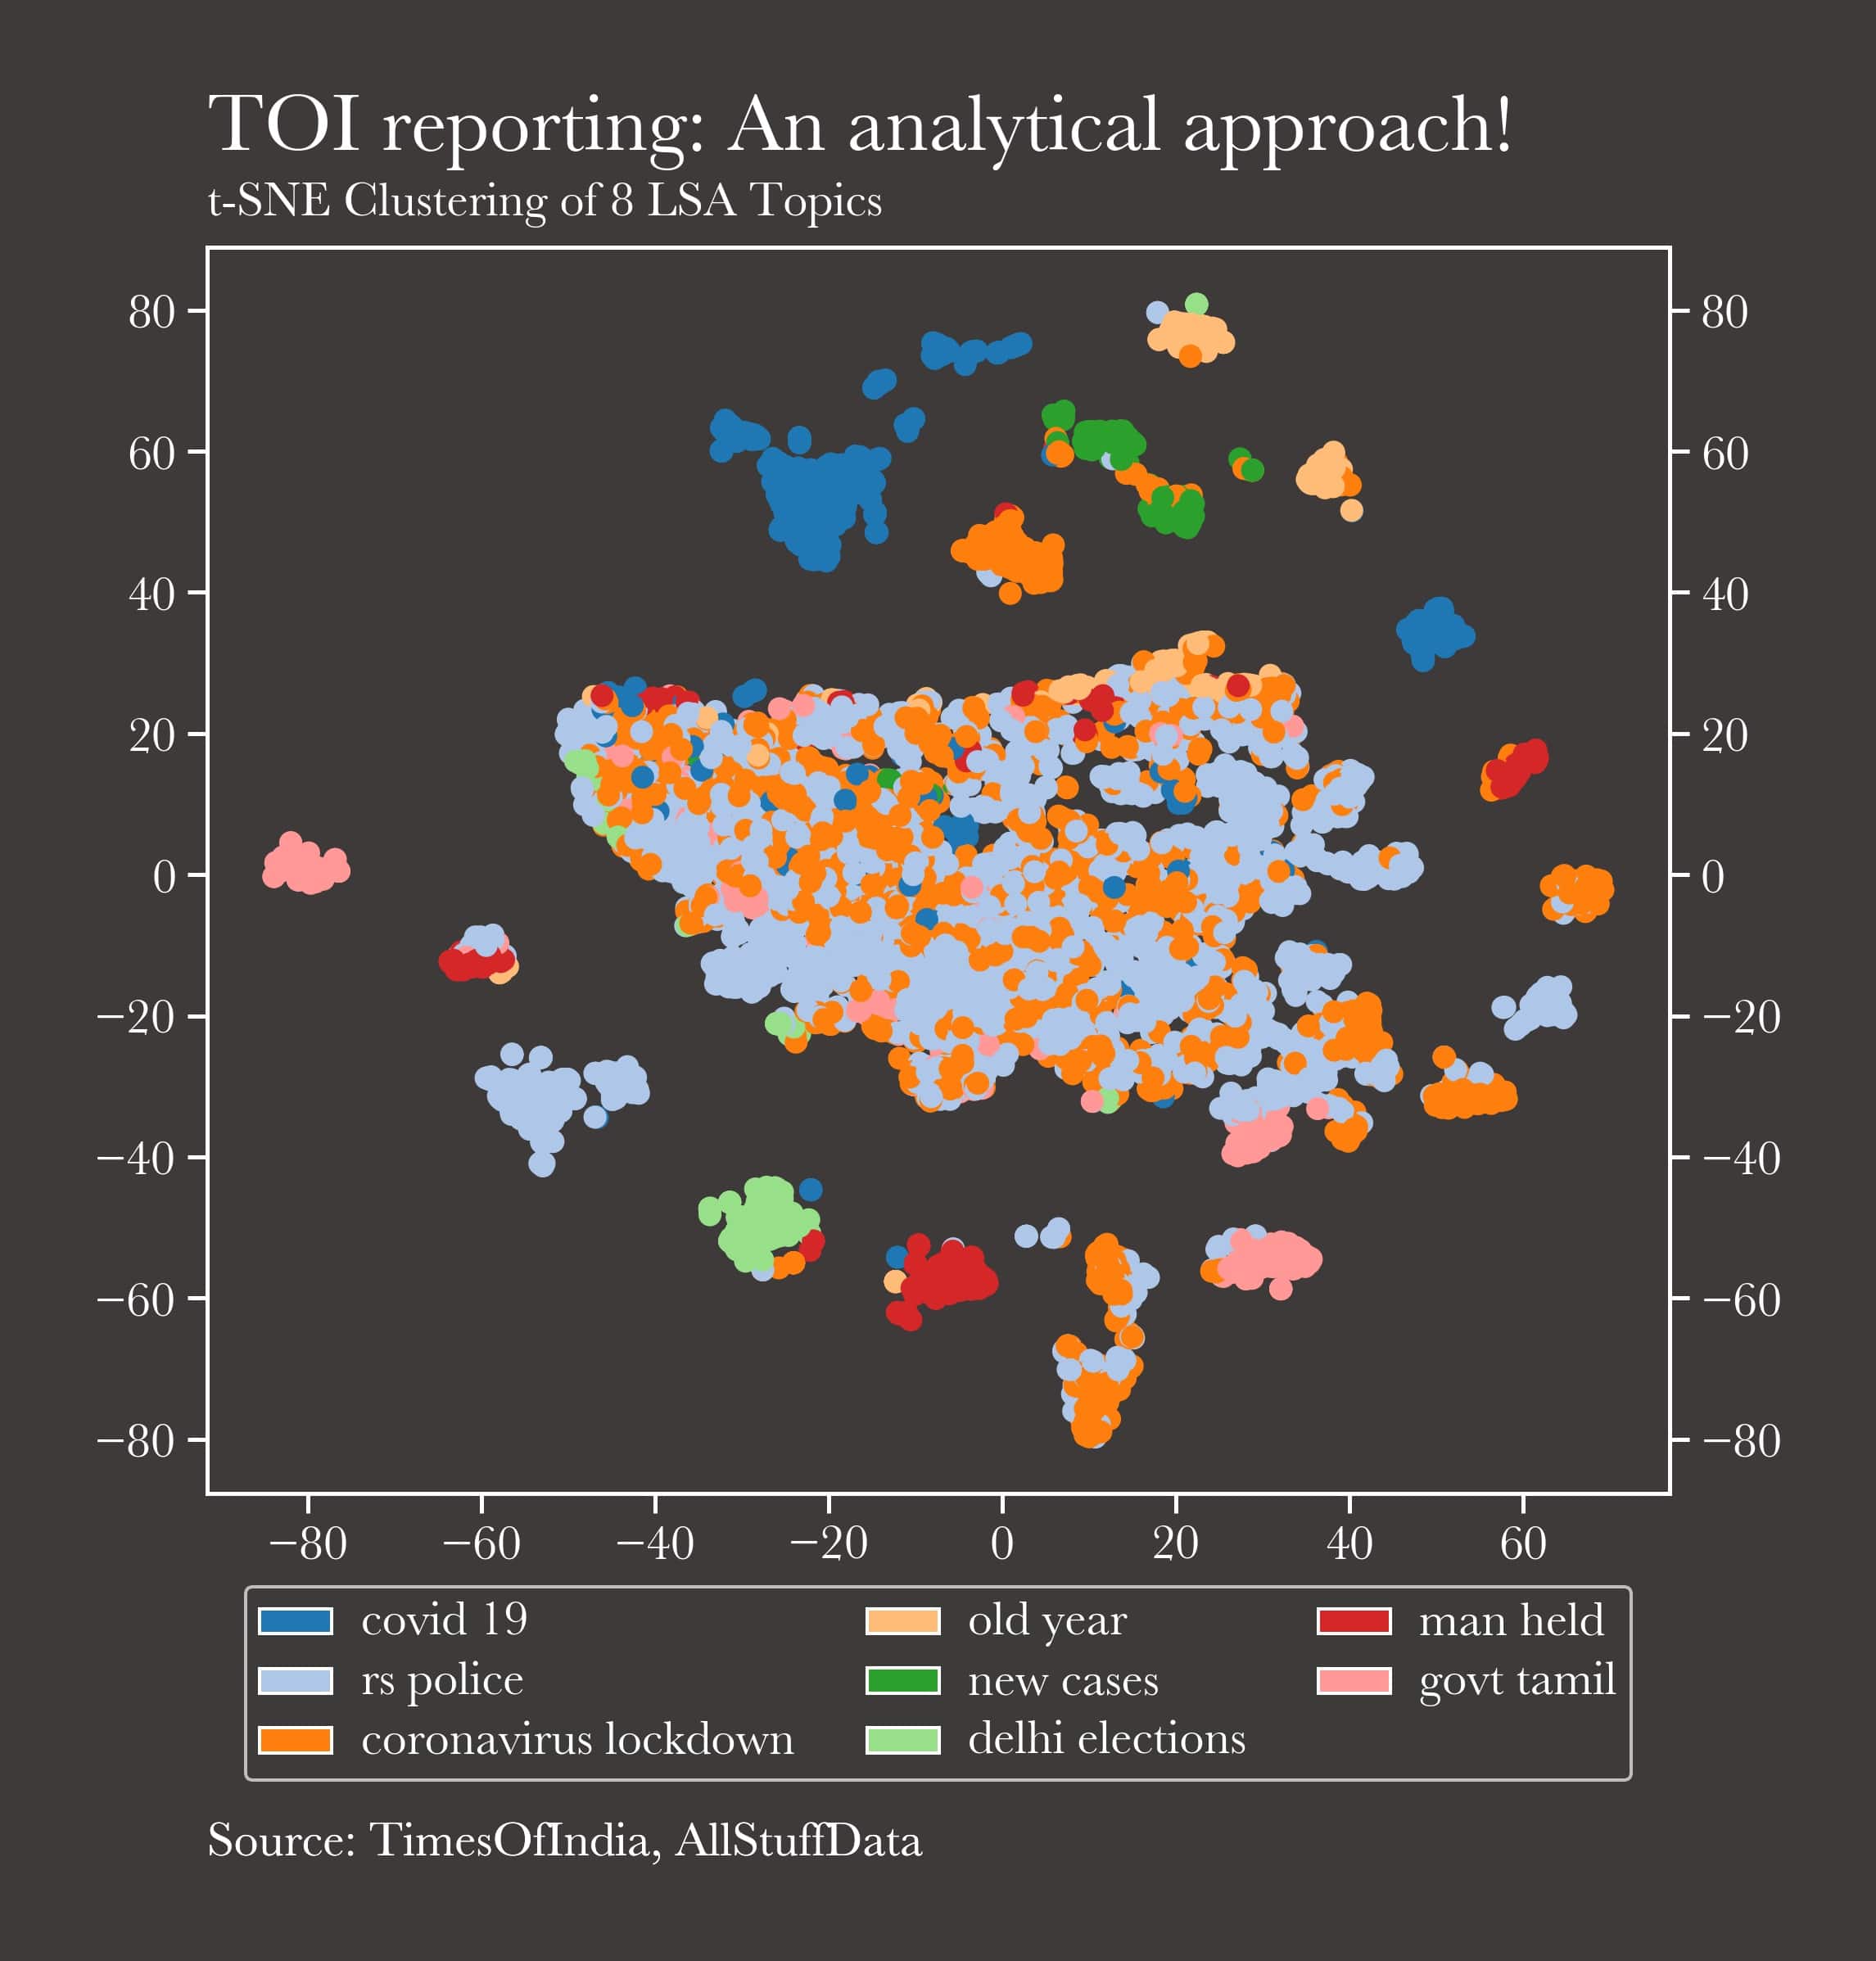 TOI reporting: An analytical approach!
t-SNE Clustering of 8 LSA Topics
80 80
60 60
40 40
20 20
0 0
−20 −20
−40 −40
−60 −60
−80 −80
−80 −60 −40 −20 0 20 40 60
covid 19 old year man held
rs police new cases govt tamil
coronavirus lockdown delhi elections
Source: TimesOfIndia, AllStuffData